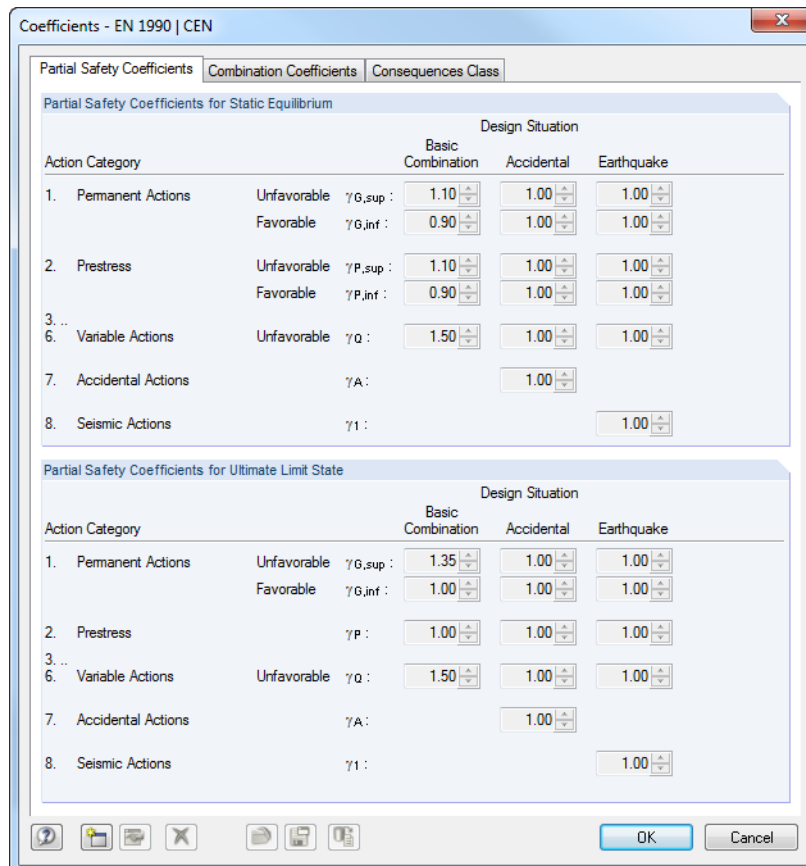 Coefficients - EN 1990 | CEN
Partial Safety Coefficients Combination Coefficients Consequences Class
Partial Safety Coefficients for Static Equilibrium
Design Situation
Basic
Action Category Combination Accidental Earthquake
1. Permanent Actions Unfavorable γG,sup : 1.10 1.00 1.00
Favorable γG,inf : 0.90 1.00 1.00
2. Prestress Unfavorable γP,sup : 1.10 1.00 1.00
Favorable γP,inf : 0.90 1.00 1.00
3. ..
6. Variable Actions Unfavorable γQ : 1.50 1.00 1.00
7. Accidental Actions γA : 1.00
8. Seismic Actions γ1 : 1.00
Partial Safety Coefficients for Ultimate Limit State
Design Situation
Basic
Action Category Combination Accidental Earthquake
1. Permanent Actions Unfavorable γG,sup : 1.35 1.00 1.00
Favorable γG,inf : 1.00 1.00 1.00
2. Prestress γP : 1.00 1.00 1.00
3. ..
6. Variable Actions Unfavorable γQ : 1.50 1.00 1.00
7. Accidental Actions γA : 1.00
8. Seismic Actions γ1 : 1.00
OK Cancel